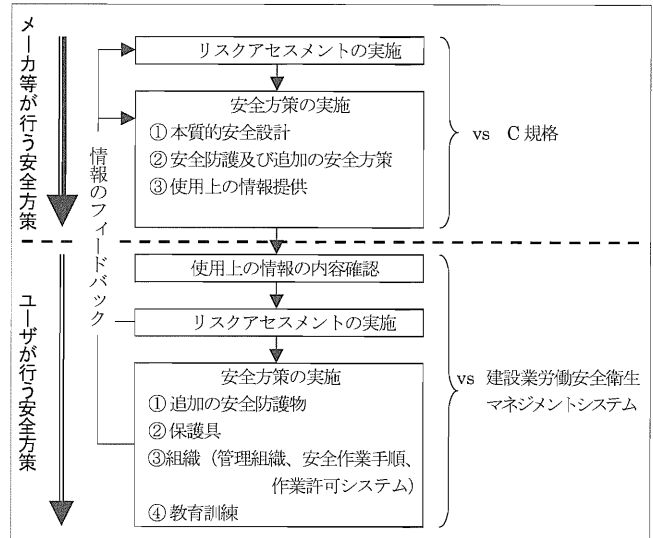 メーカ等が行う安全方策
リスクアセスメントの実施
安全方策の実施
①本質的安全設計
②安全防護及び追加の安全方策
③使用上の情報提供
vs　C規格
情報のフィードバック
ユーザが行う安全方策
使用上の情報の内容確認
リスクアセスメントの実施
安全方策の実施
①追加の安全防護物
②保護具
③組織（管理組織、安全作業手順、
作業許可システム）
④教育訓練
vs　建設業労働安全衛生
マネジメントシステム